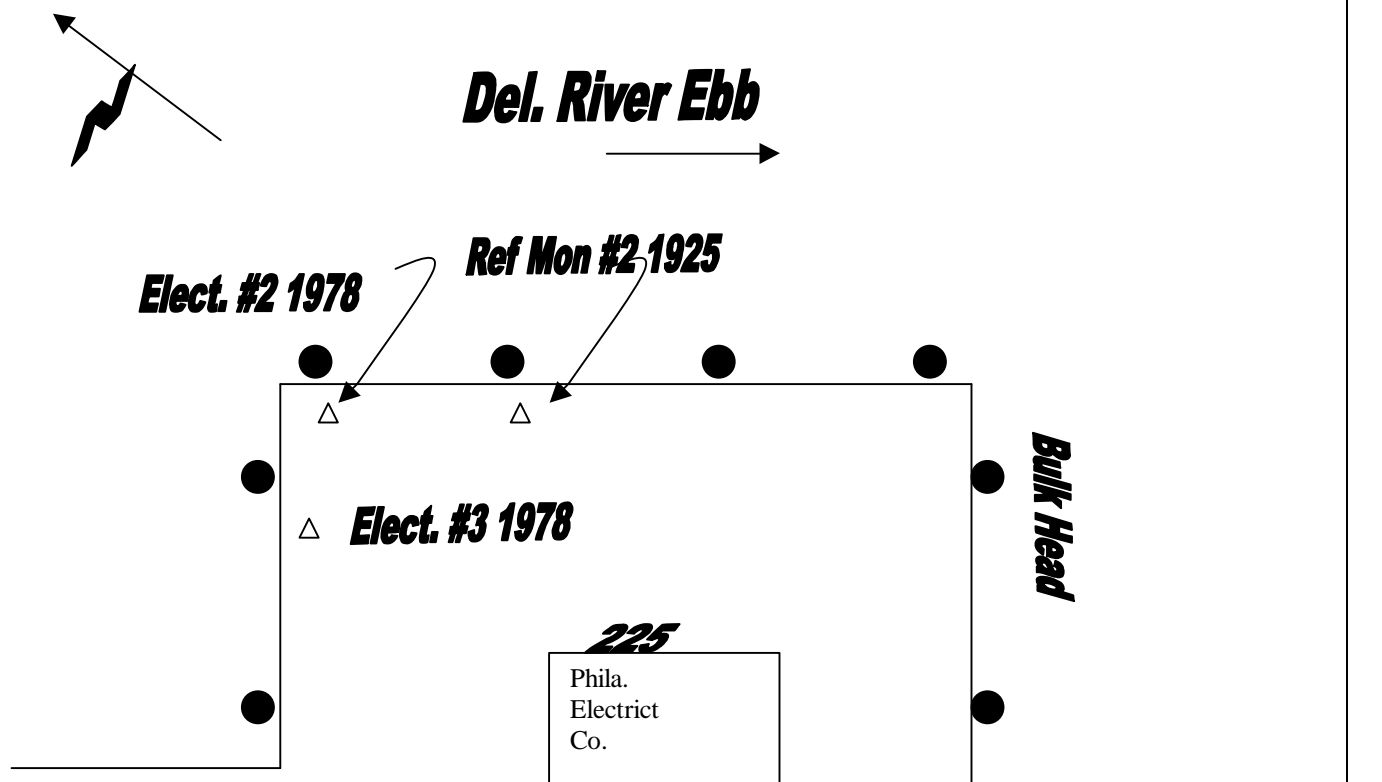 Del. River Ebb
Ref Mon #2 1925
Elect. #2 1978
Bulk Head
Elect. #3 1978
225
Phila.
Electrict
Co.